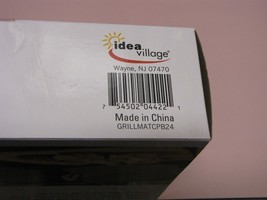 idea
village®
Wayne, NJ 07470
7 54502 04422 1
Made in China
GRILLMATCPB24